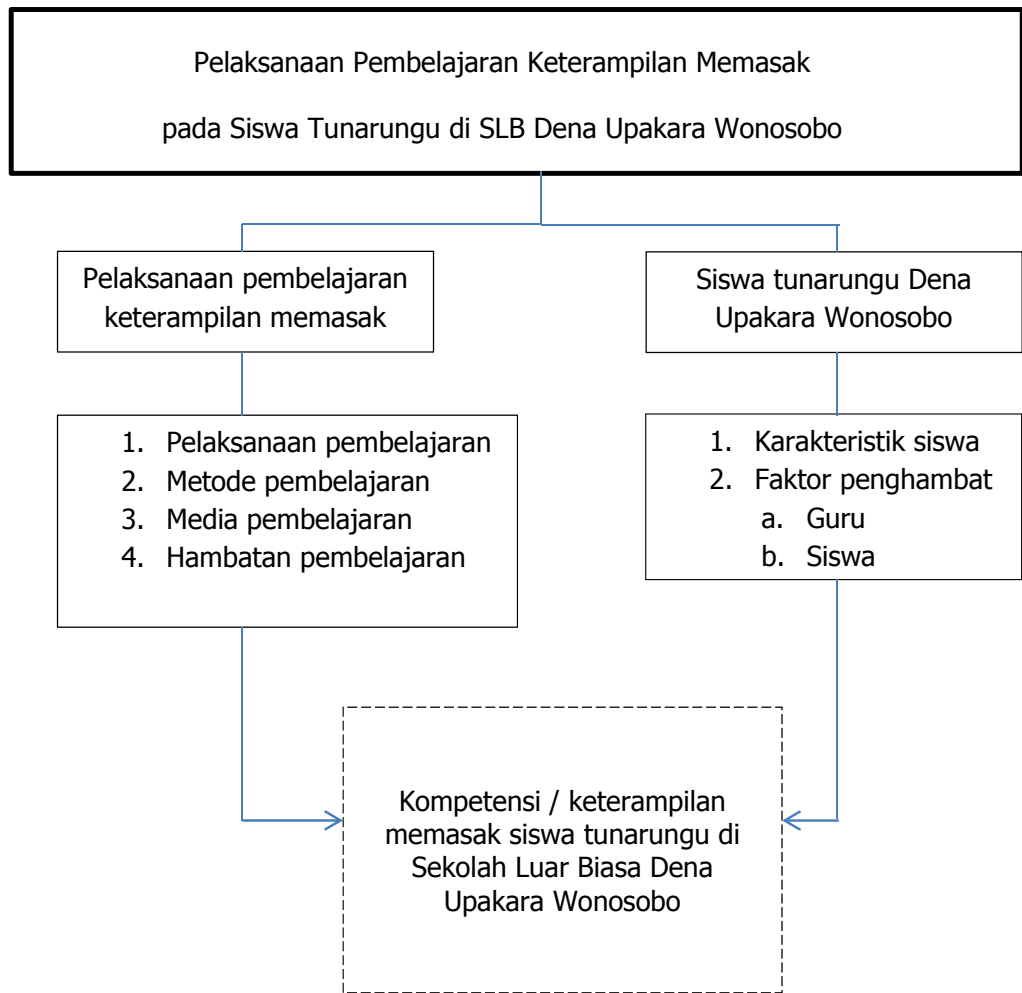 Pelaksanaan Pembelajaran Keterampilan Memasak
pada Siswa Tunarungu di SLB Dena Upakara Wonosobo
Pelaksanaan pembelajaran
keterampilan memasak
Siswa tunarungu Dena
Upakara Wonosobo
1. Pelaksanaan pembelajaran
2. Metode pembelajaran
3. Media pembelajaran
4. Hambatan pembelajaran
1. Karakteristik siswa
2. Faktor penghambat
a. Guru
b. Siswa
Kompetensi / keterampilan
memasak siswa tunarungu di
Sekolah Luar Biasa Dena
Upakara Wonosobo